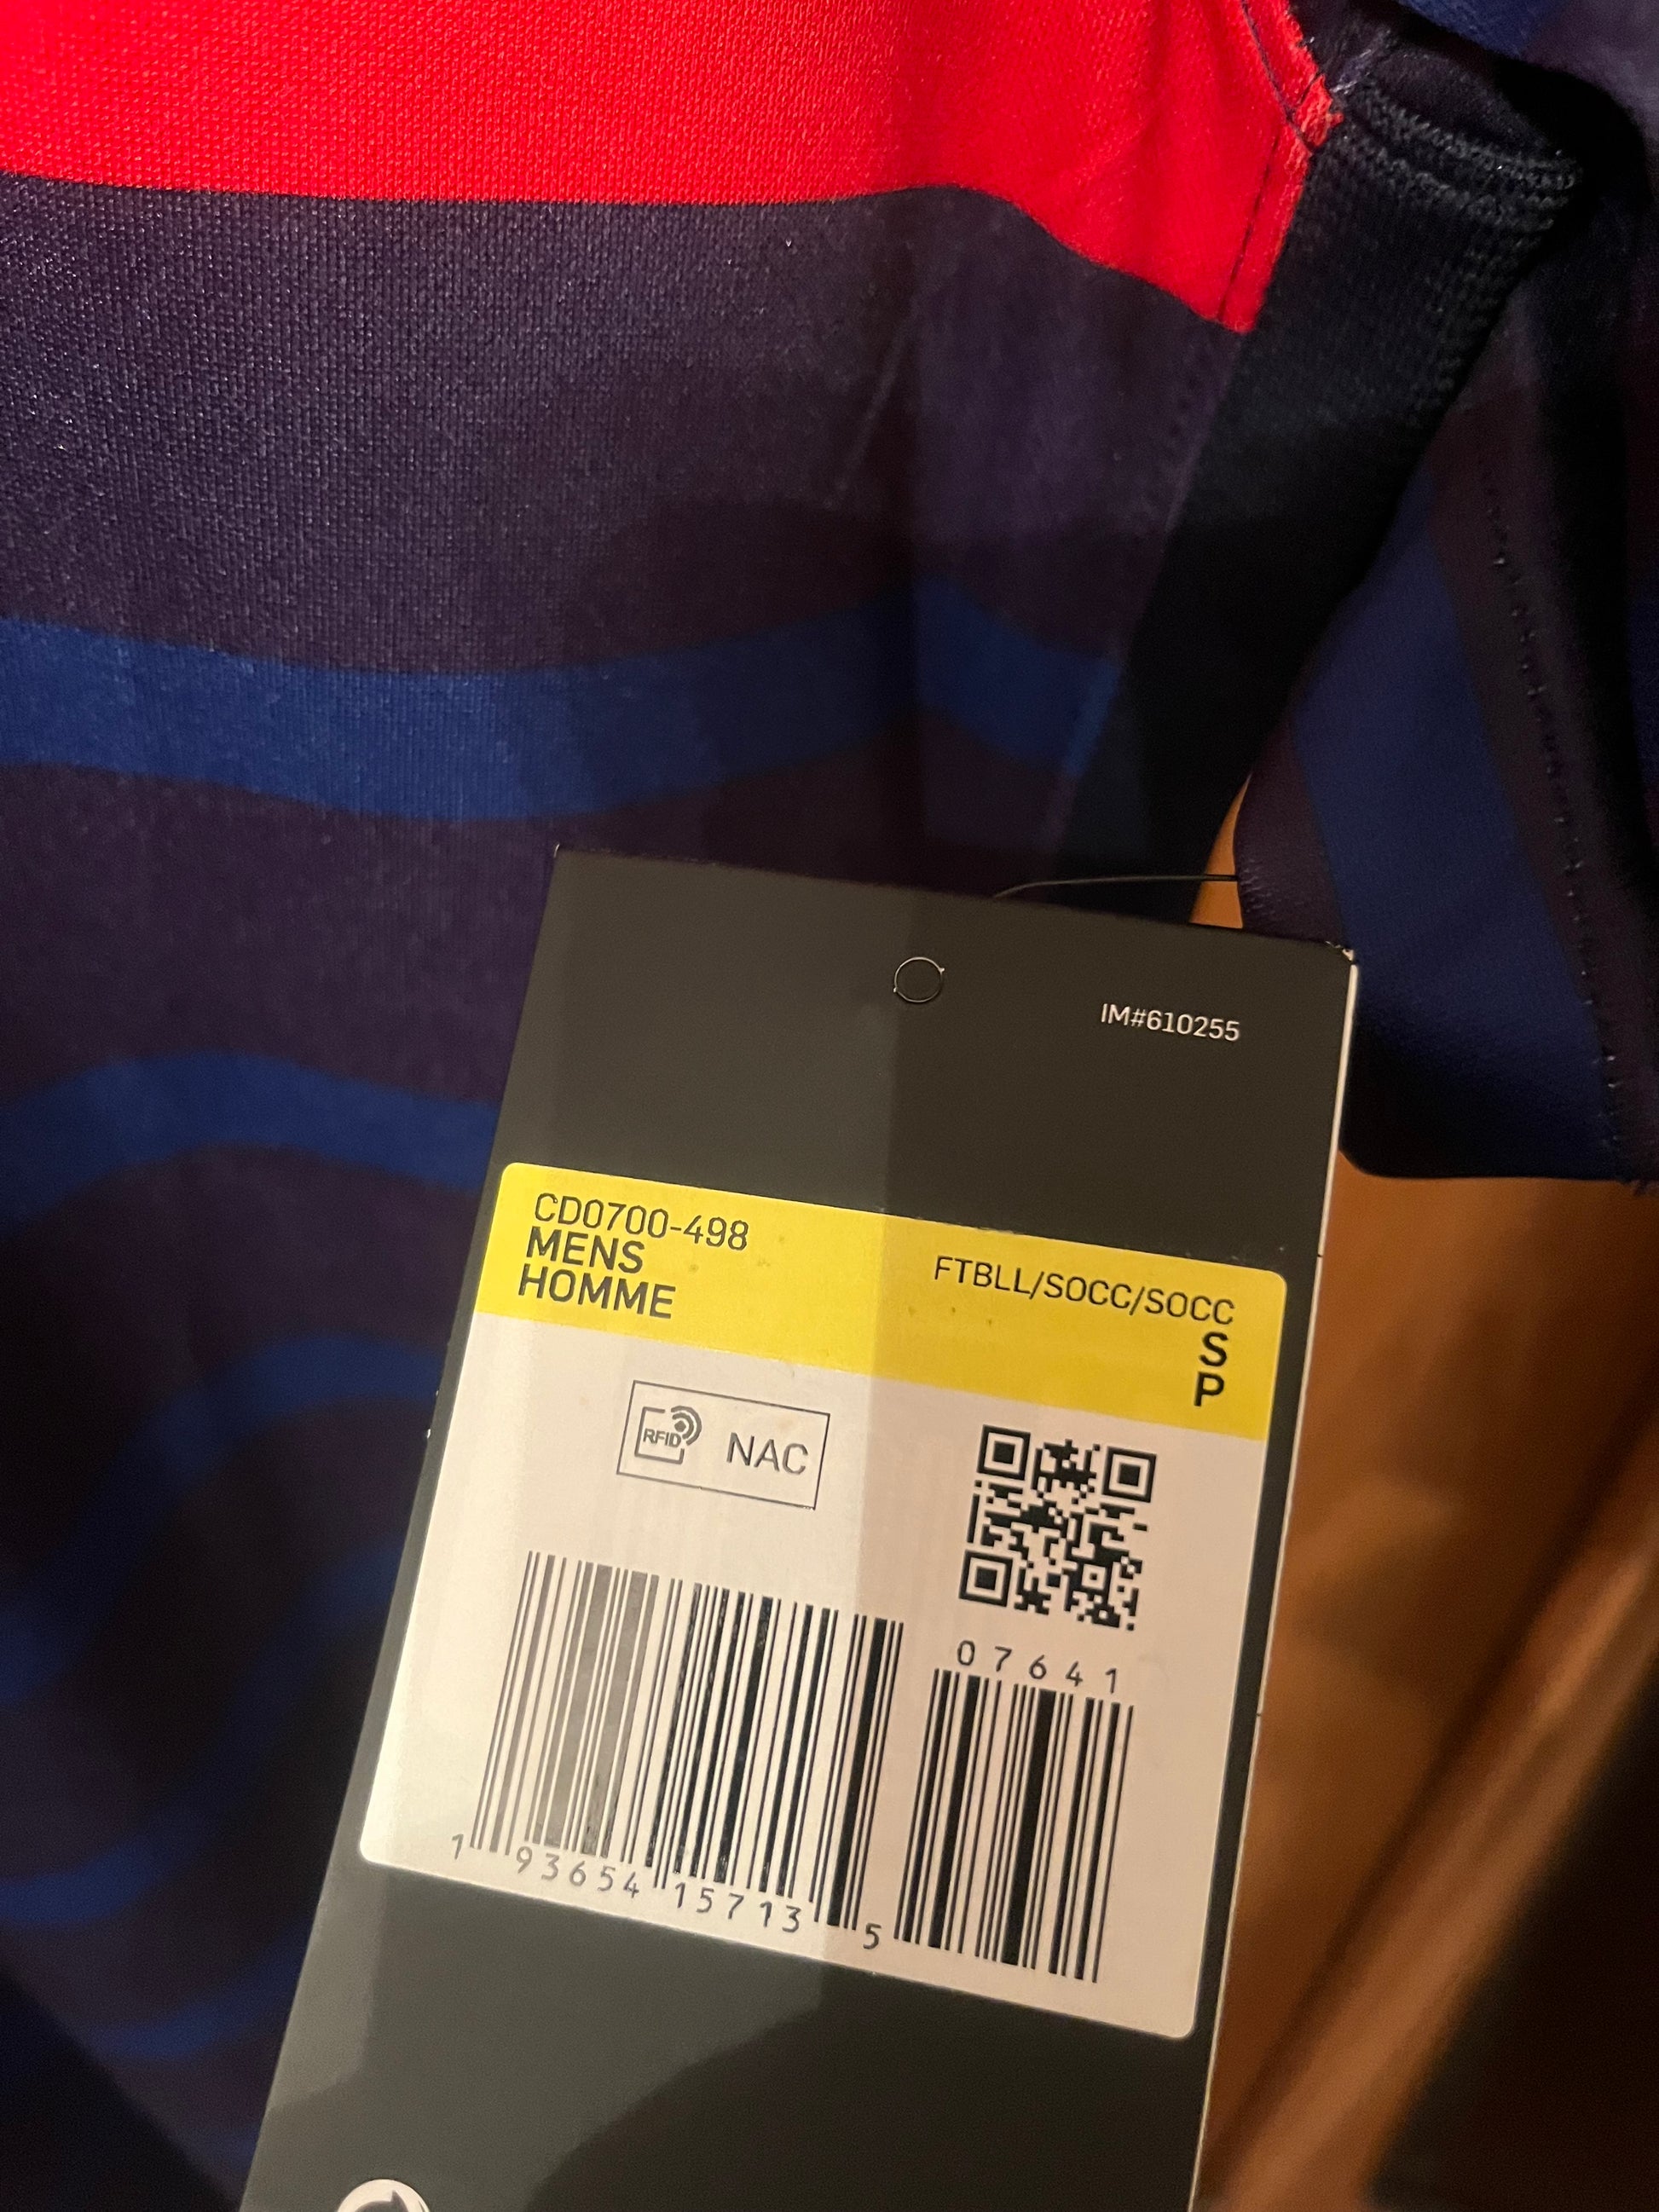 IM#610255
CD0700-498
MENS
HOMME
FTBLL/SOCC/SOCC
S
P
RFID NAC
07641
1 93654 15713 5